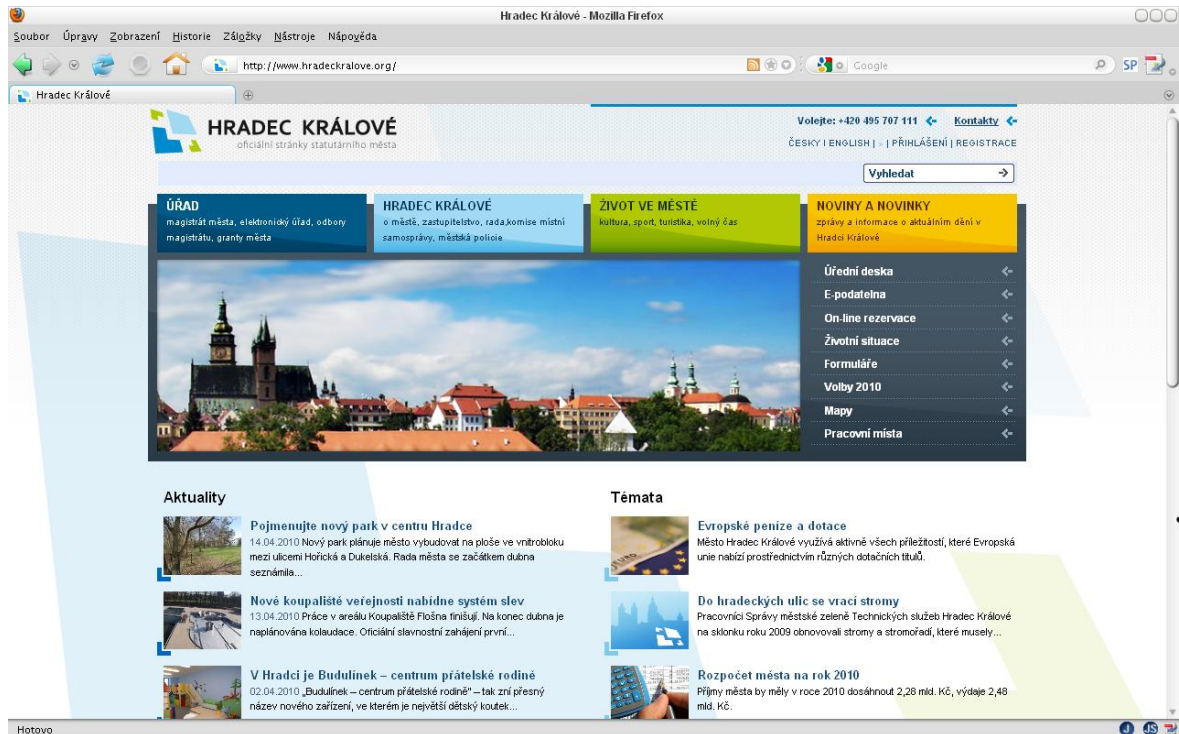 Hradec Králové - Mozilla Firefox
Soubor Úpravy Zobrazení Historie Záložky Nástroje Nápověda
http://www.hradeckralove.org/
Google
SP
Hradec Králové
HRADEC KRÁLOVÉ
oficiální stránky statutárního města
Volejte: +420 495 707 111 Kontakty
ČESKY | ENGLISH | - | PŘIHLÁŠENÍ | REGISTRACE
Vyhledat
ÚŘAD
magistrát města, elektronický úřad, odbory
magistrátu, granty města
HRADEC KRÁLOVÉ
o městě, zastupitelstvo, rada,komise místní
samosprávy, městská policie
ŽIVOT VE MĚSTĚ
kultura, sport, turistika, volný čas
NOVINY A NOVINKY
zprávy a informace o aktuálním dění v
Hradci Králové
Úřední deska
E-podatelna
On-line rezervace
Životní situace
Formuláře
Volby 2010
Mapy
Pracovní místa
Aktuality
Pojmenujte nový park v centru Hradce
14.04.2010 Nový park plánuje město vybudovat na ploše ve vnitrobloku
mezi ulicemi Hořická a Dukelská. Rada města se začátkem dubna
seznámila...
Nové koupaliště veřejnosti nabídne systém slev
13.04.2010 Práce v areálu Koupaliště Flošna finišují. Na konec dubna je
naplánována kolaudace. Oficiální slavnostní zahájení první...
V Hradci je Budulínek – centrum přátelské rodině
02.04.2010 „Budulínek – centrum přátelské rodině" – tak zní přesný
název nového zařízení, ve kterém je největší dětský koutek...
Témata
Evropské peníze a dotace
Město Hradec Králové využívá aktivně všech příležitostí, které Evropská
unie nabízí prostřednictvím různých dotačních titulů.
Do hradeckých ulic se vrací stromy
Pracovníci Správy městské zeleně Technických služeb Hradec Králové
na sklonku roku 2009 obnovovali stromy a stromořadí, které musely...
Rozpočet města na rok 2010
Příjmy města by měly v roce 2010 dosáhnout 2,28 mld. Kč, výdaje 2,48
mld. Kč.
Hotovo
J JS